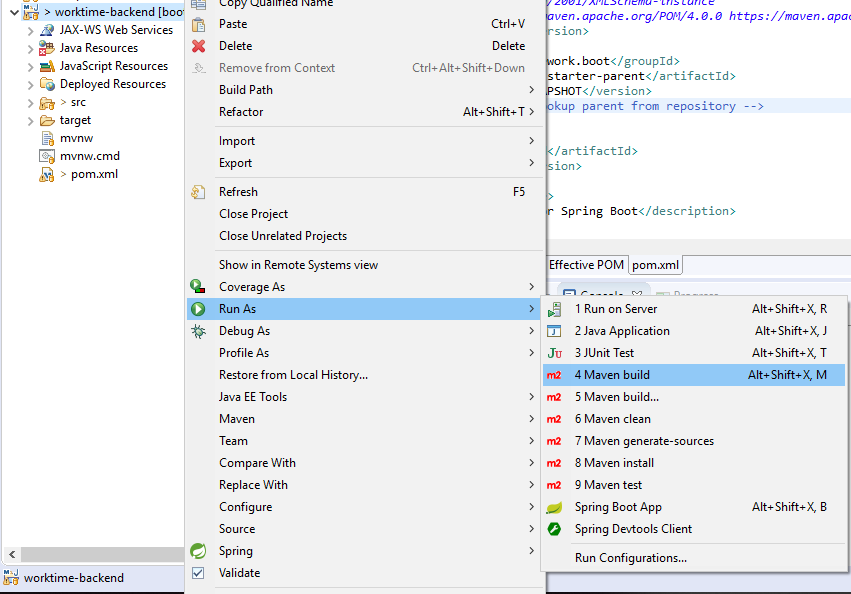 > worktime-backend [boot
JAX-WS Web Services
Java Resources
JavaScript Resources
Deployed Resources
> src
target
mvnw
mvnw.cmd
> pom.xml
worktime-backend
Copy Qualified Name
Paste Ctrl+V
Delete Delete
Remove from Context Ctrl+Alt+Shift+Down
Build Path
Refactor Alt+Shift+T
Import
Export
Refresh F5
Close Project
Close Unrelated Projects
Show in Remote Systems view
Coverage As
Run As
Debug As
Profile As
Restore from Local History...
Java EE Tools
Maven
Team
Compare With
Replace With
Configure
Source
Spring
Validate
/2001/XMLSchema-instance
maven.apache.org/POM/4.0.0 https://maven.apac
rsion>
work.boot</groupId>
starter-parent</artifactId>
APSHOT</version>
okup parent from repository -->
</artifactId>
sion>
>
r Spring Boot</description>
Effective POM pom.xml
Console Progress
1 Run on Server Alt+Shift+X, R
2 Java Application Alt+Shift+X, J
3 JUnit Test Alt+Shift+X, T
4 Maven build Alt+Shift+X, M
5 Maven build...
6 Maven clean
7 Maven generate-sources
8 Maven install
9 Maven test
Spring Boot App Alt+Shift+X, B
Spring Devtools Client
Run Configurations...